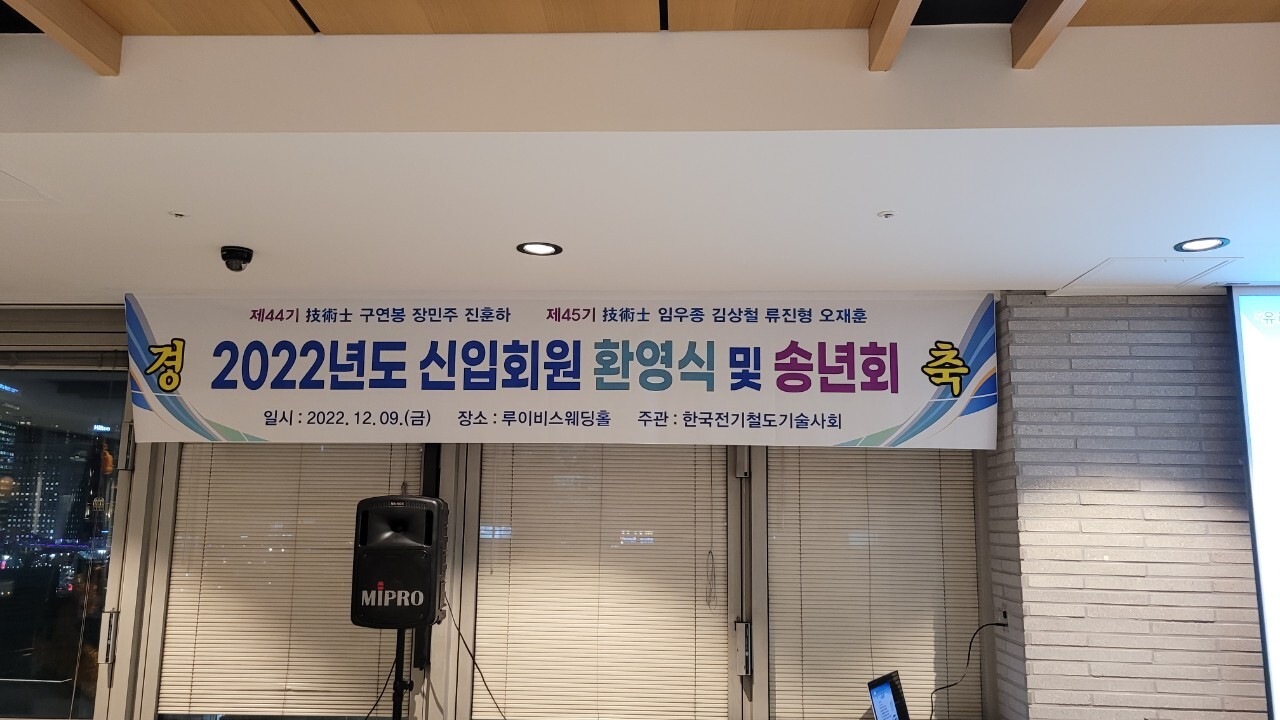 제44기 技術士 구연봉 장민주 진훈하 제45기 技術士 임우종 김상철 류진형 오재훈
경 2022년도 신입회원 환영식 및 송년회 축
일시 : 2022. 12. 09.(금) 장소 : 루이비스웨딩홀 주관 : 한국전기철도기술사회
Hilton
MIPRO